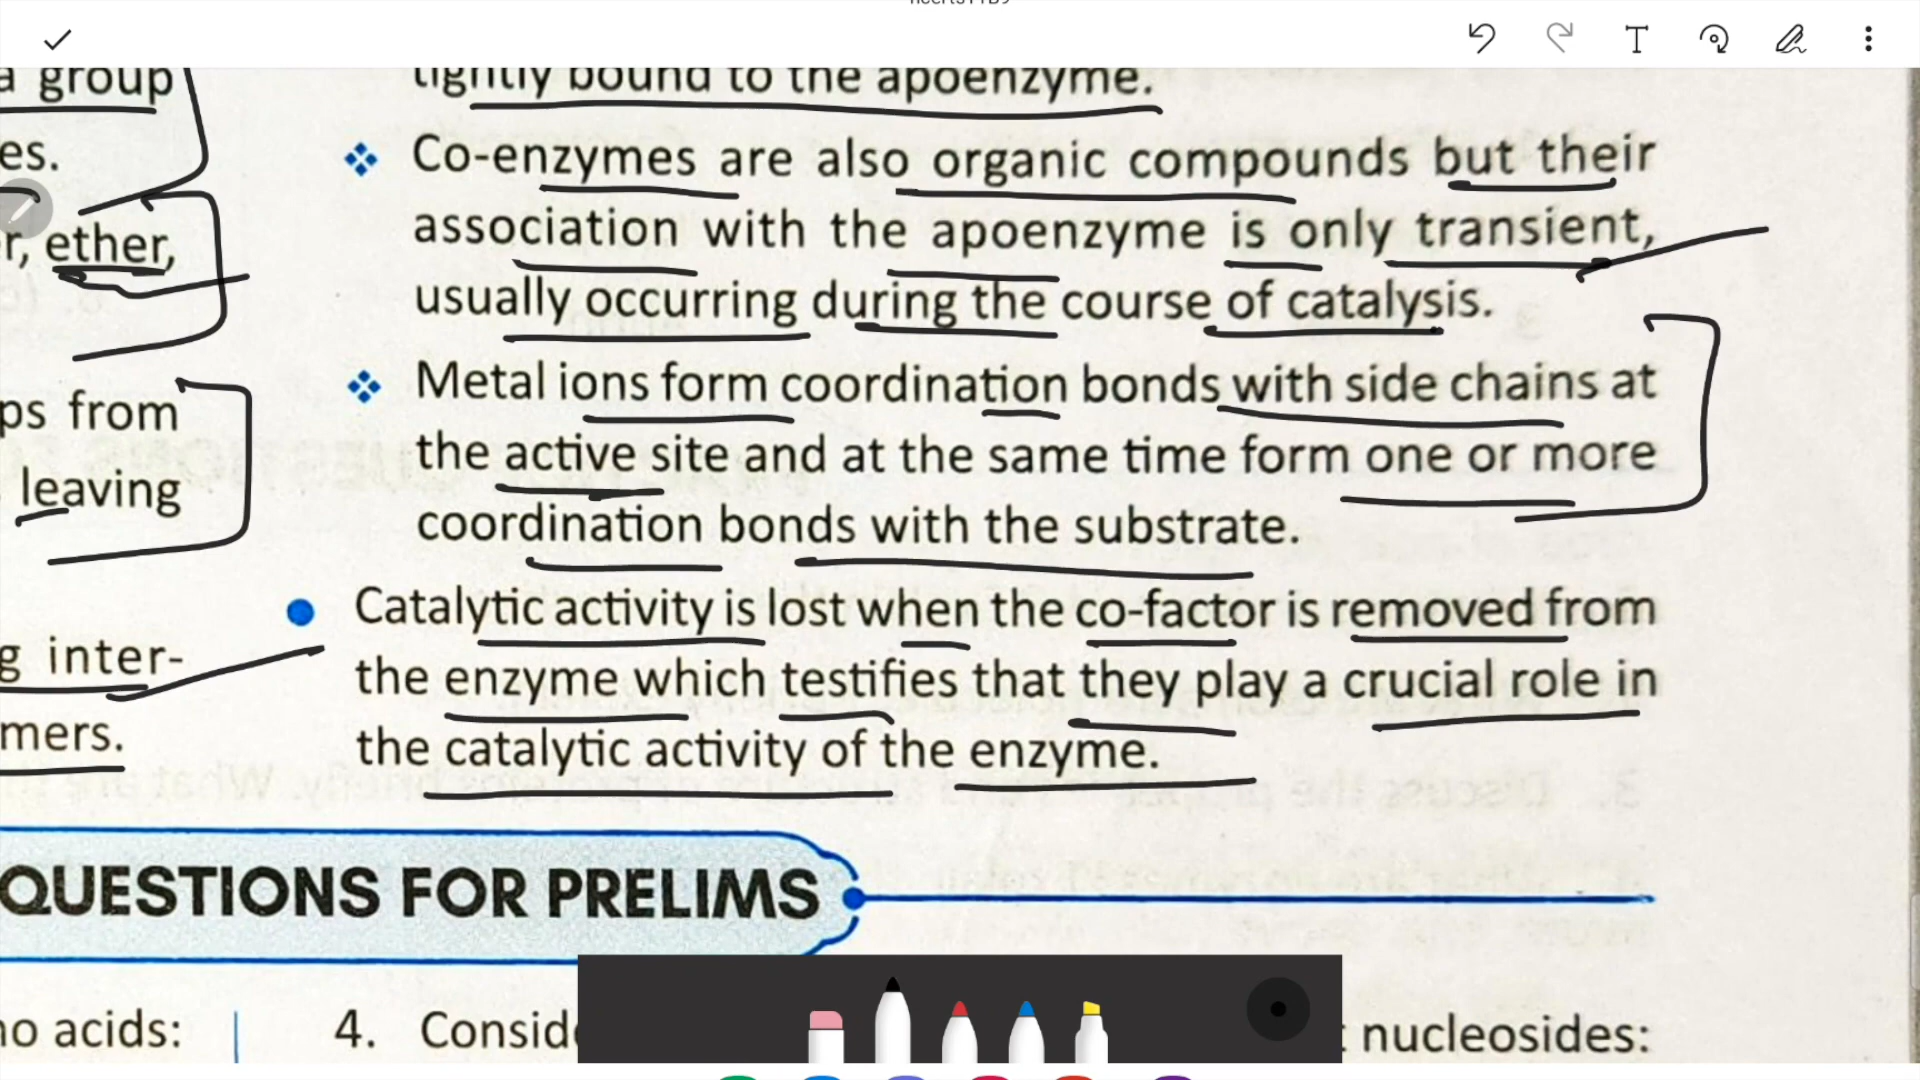 a group
es.
r, ether,
ps from
leaving
g inter-
mers.
tightly bound to the apoenzyme.
Co-enzymes are also organic compounds but their
association with the apoenzyme is only transient,
usually occurring during the course of catalysis.
Metal ions form coordination bonds with side chains at
the active site and at the same time form one or more
coordination bonds with the substrate.
Catalytic activity is lost when the co-factor is removed from
the enzyme which testifies that they play a crucial role in
the catalytic activity of the enzyme.
QUESTIONS FOR PRELIMS
no acids:
4. Consid
nucleosides: